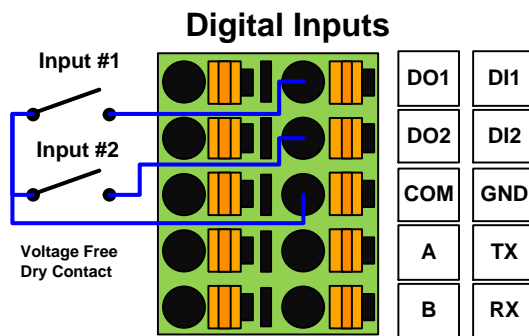 Digital Inputs
Input #1
Input #2
Voltage Free
Dry Contact
DO1 DI1
DO2 DI2
COM GND
A TX
B RX